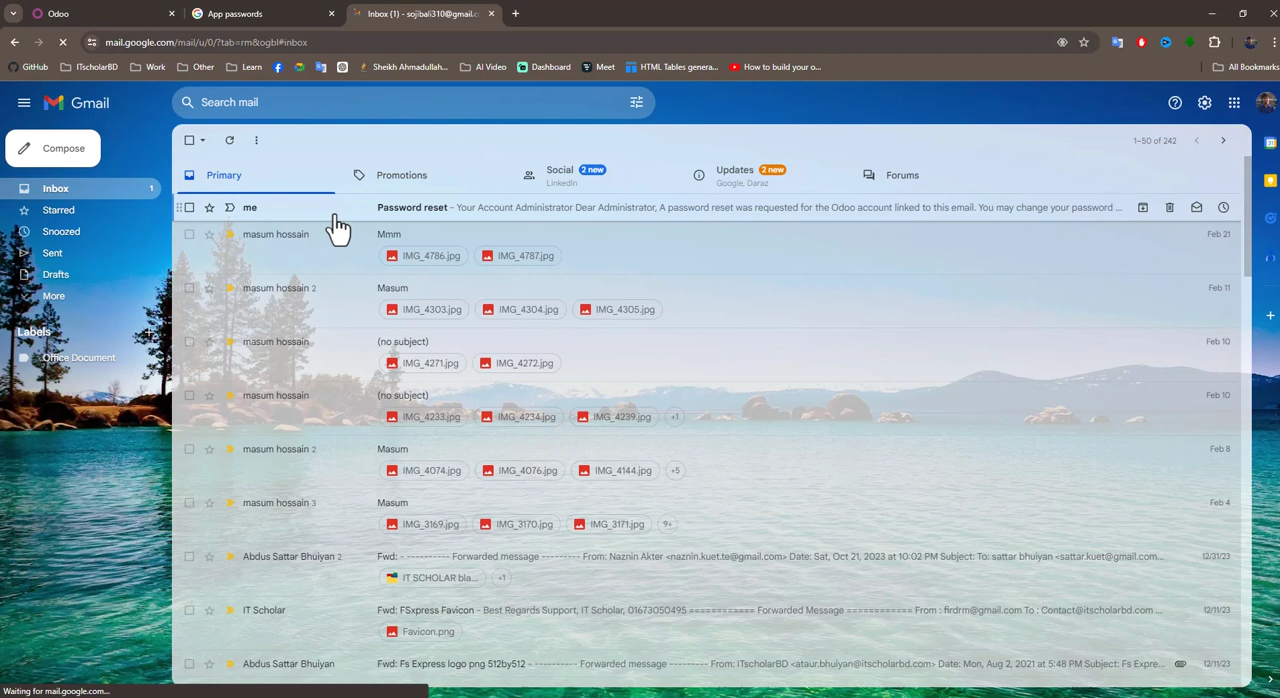 Odoo
App passwords
Inbox (1) - sojibali310@gmail.c
mail.google.com/mail/u/0/?tab=rm&ogbl#inbox
GitHub
ITscholarBD
Work
Other
Learn
Sheikh Ahmadullah...
AI Video
Dashboard
Meet
HTML Tables genera...
How to build your o...
All Bookmarks
Gmail
Search mail
Compose
1–50 of 242
Primary
Promotions
Social 2 new
LinkedIn
Updates 2 new
Google, Daraz
Forums
Inbox 1
Starred
Snoozed
Sent
Drafts
More
Labels
Office Document
me Password reset - Your Account Administrator Dear Administrator, A password reset was requested for the Odoo account linked to this email. You may change your password ...
masum hossain Mmm Feb 21
IMG_4786.jpg IMG_4787.jpg
masum hossain 2 Masum Feb 11
IMG_4303.jpg IMG_4304.jpg IMG_4305.jpg
masum hossain (no subject) Feb 10
IMG_4271.jpg IMG_4272.jpg
masum hossain (no subject) Feb 10
IMG_4233.jpg IMG_4234.jpg IMG_4239.jpg +1
masum hossain 2 Masum Feb 8
IMG_4074.jpg IMG_4076.jpg IMG_4144.jpg +5
masum hossain 3 Masum Feb 4
IMG_3169.jpg IMG_3170.jpg IMG_3171.jpg 9+
Abdus Sattar Bhuiyan 2 Fwd: - ---------- Forwarded message --------- From: Naznin Akter <naznin.kuet.te@gmail.com> Date: Sat, Oct 21, 2023 at 10:02 PM Subject: To: sattar bhuiyan <sattar.kuet@gmail.com... 12/31/23
IT SCHOLAR bla... +1
IT Scholar Fwd: FSxpress Favicon - Best Regards Support, IT Scholar, 01673050495 ============ Forwarded Message ============ From : firdrm@gmail.com To : Contact@itscholarbd.com ... 12/11/23
Favicon.png
Abdus Sattar Bhuiyan Fwd: Fs Express logo png 512by512 - ---------- Forwarded message --------- From: ITscholarBD <ataur.bhuiyan@itscholarbd.com> Date: Mon, Aug 2, 2021 at 5:48 PM Subject: Fs Expre... 12/11/23
Waiting for mail.google.com...